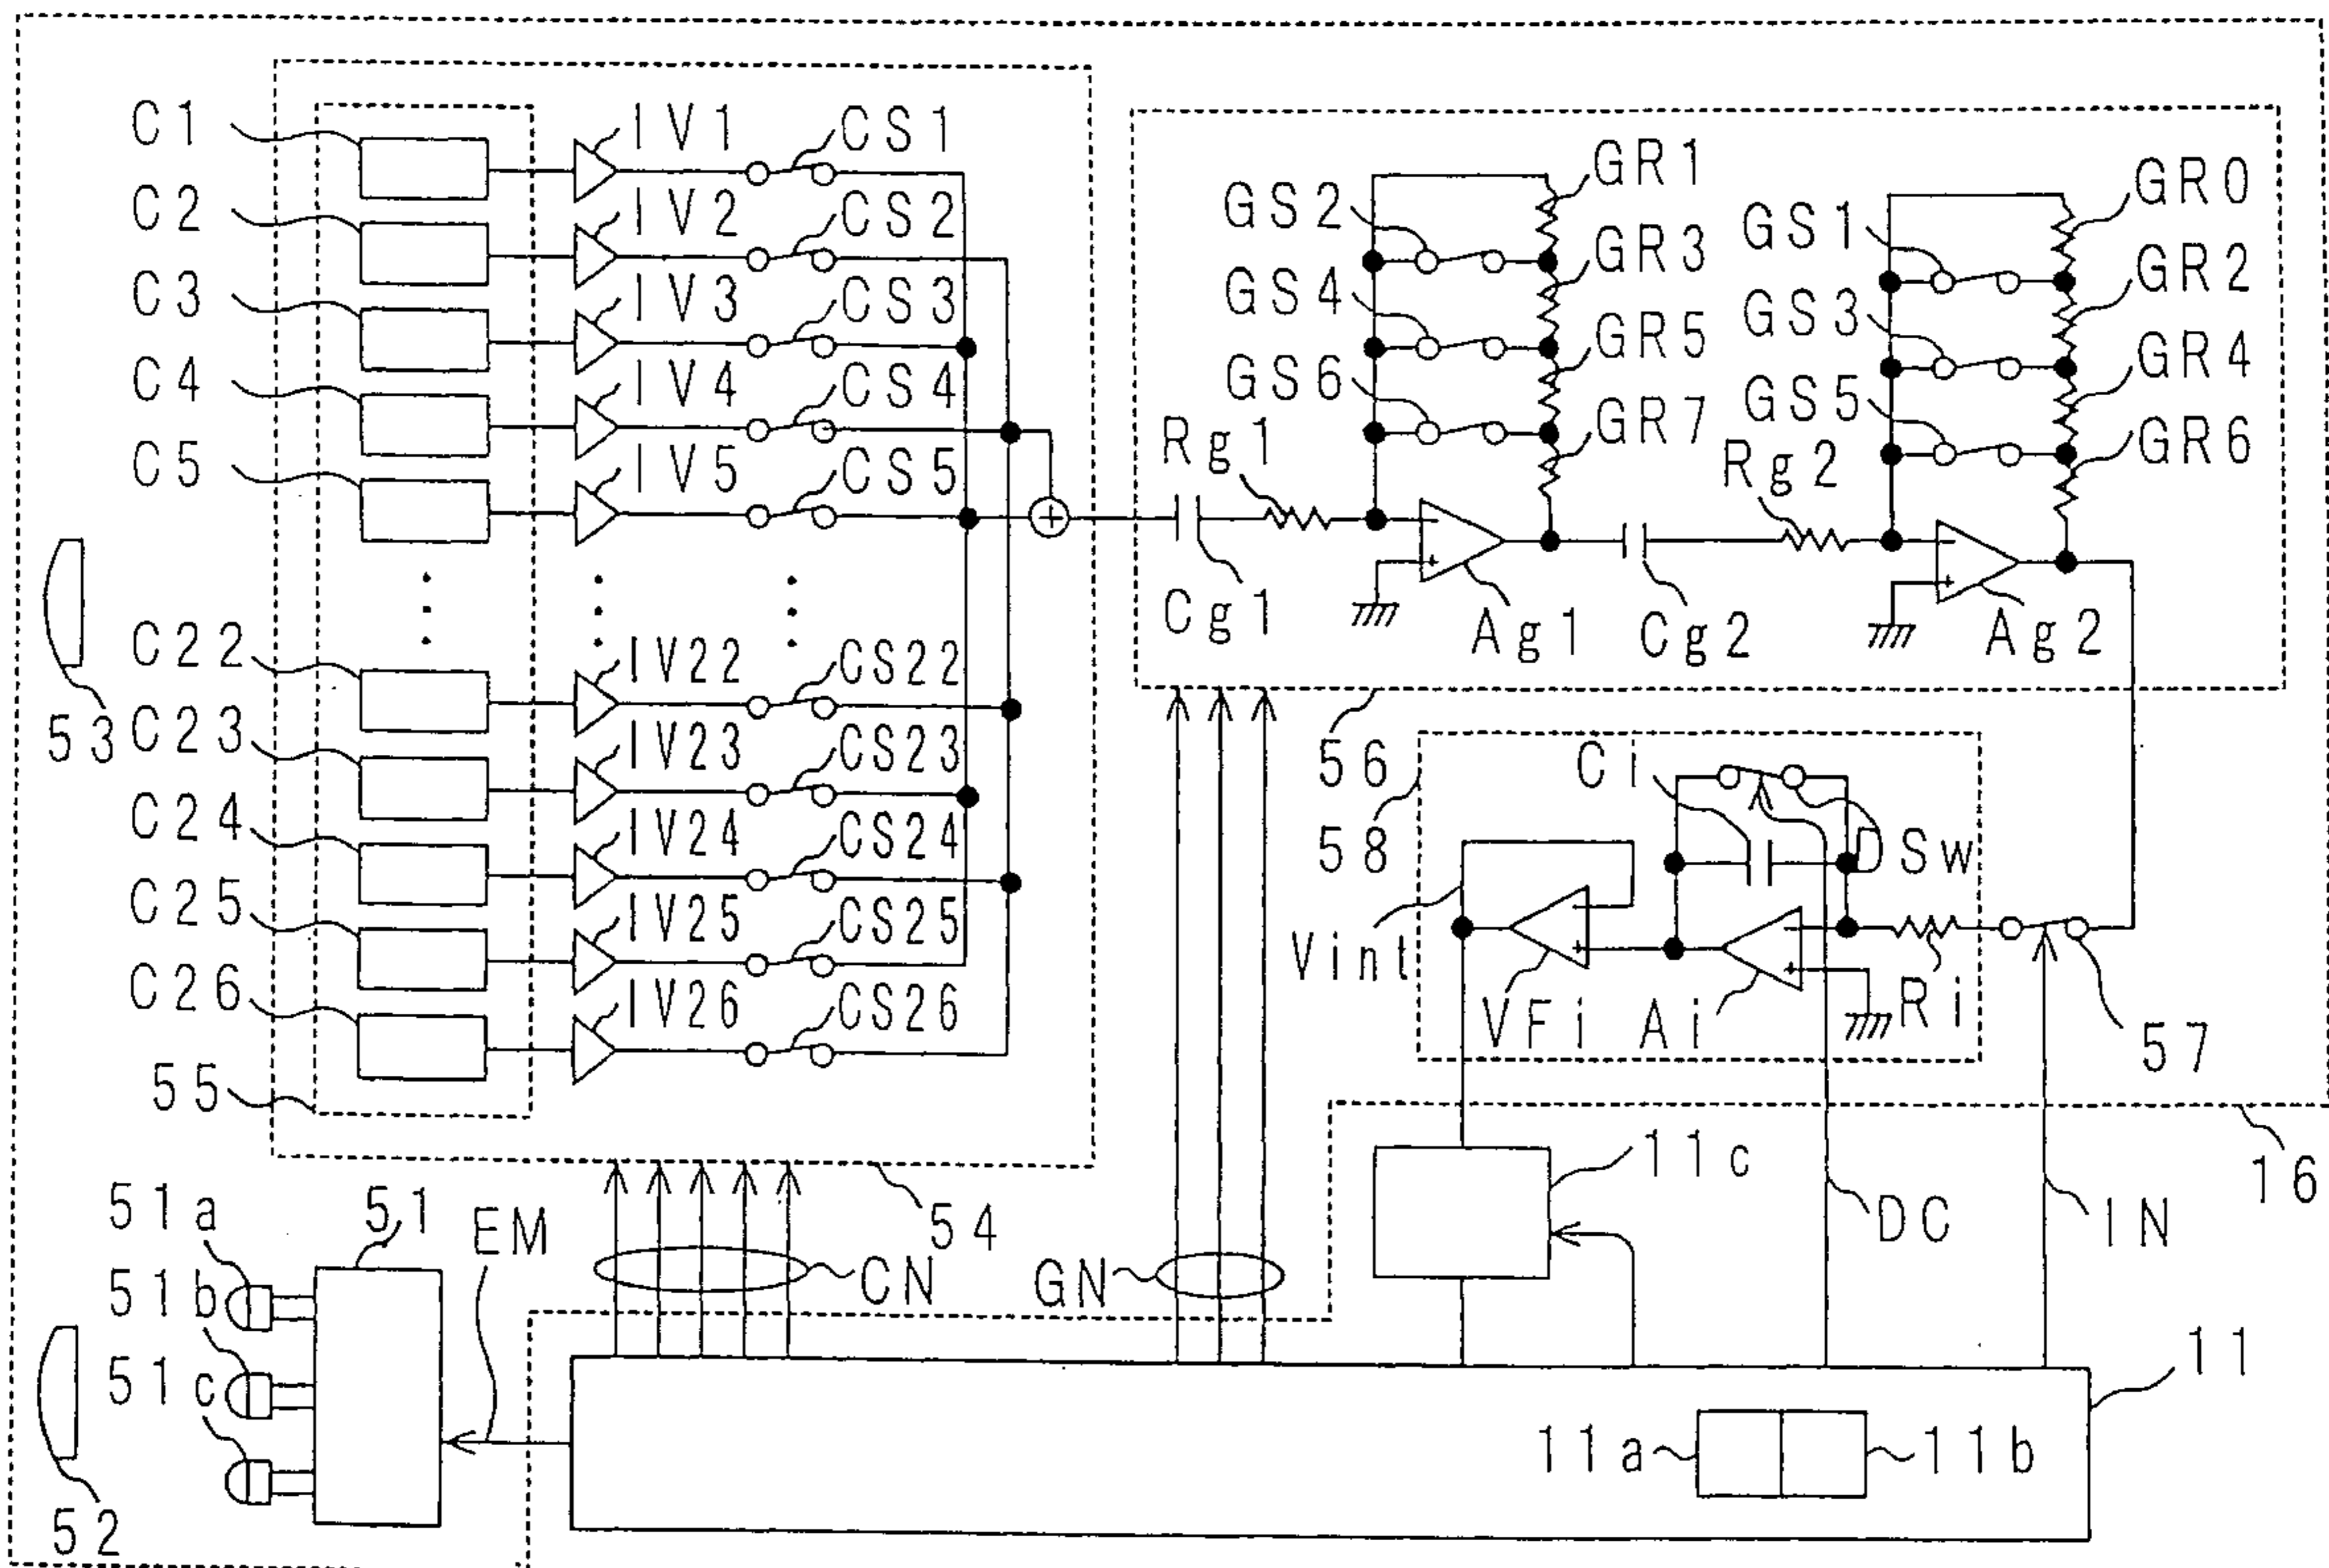 C1 IV1 CS1
C2 IV2 CS2
C3 IV3 CS3
C4 IV4 CS4
C5 IV5 CS5
C22 IV22 CS22
C23 IV23 CS23
C24 IV24 CS24
C25 IV25 CS25
C26 IV26 CS26
53
55
54
+
GS2 GR1
GS4 GR3
GS6 GR5
GR7
Rg1
Cg1
− +
Ag1
GS1 GR0
GS3 GR2
GS5 GR4
GR6
Rg2
Cg2
− +
Ag2
56
58
Ci
DSw
Vint
VFi
− +
Ai
− +
Ri
57
16
51a
51b
51c
51
EM
52
CN
GN
11c
DC
IN
11
11a
11b